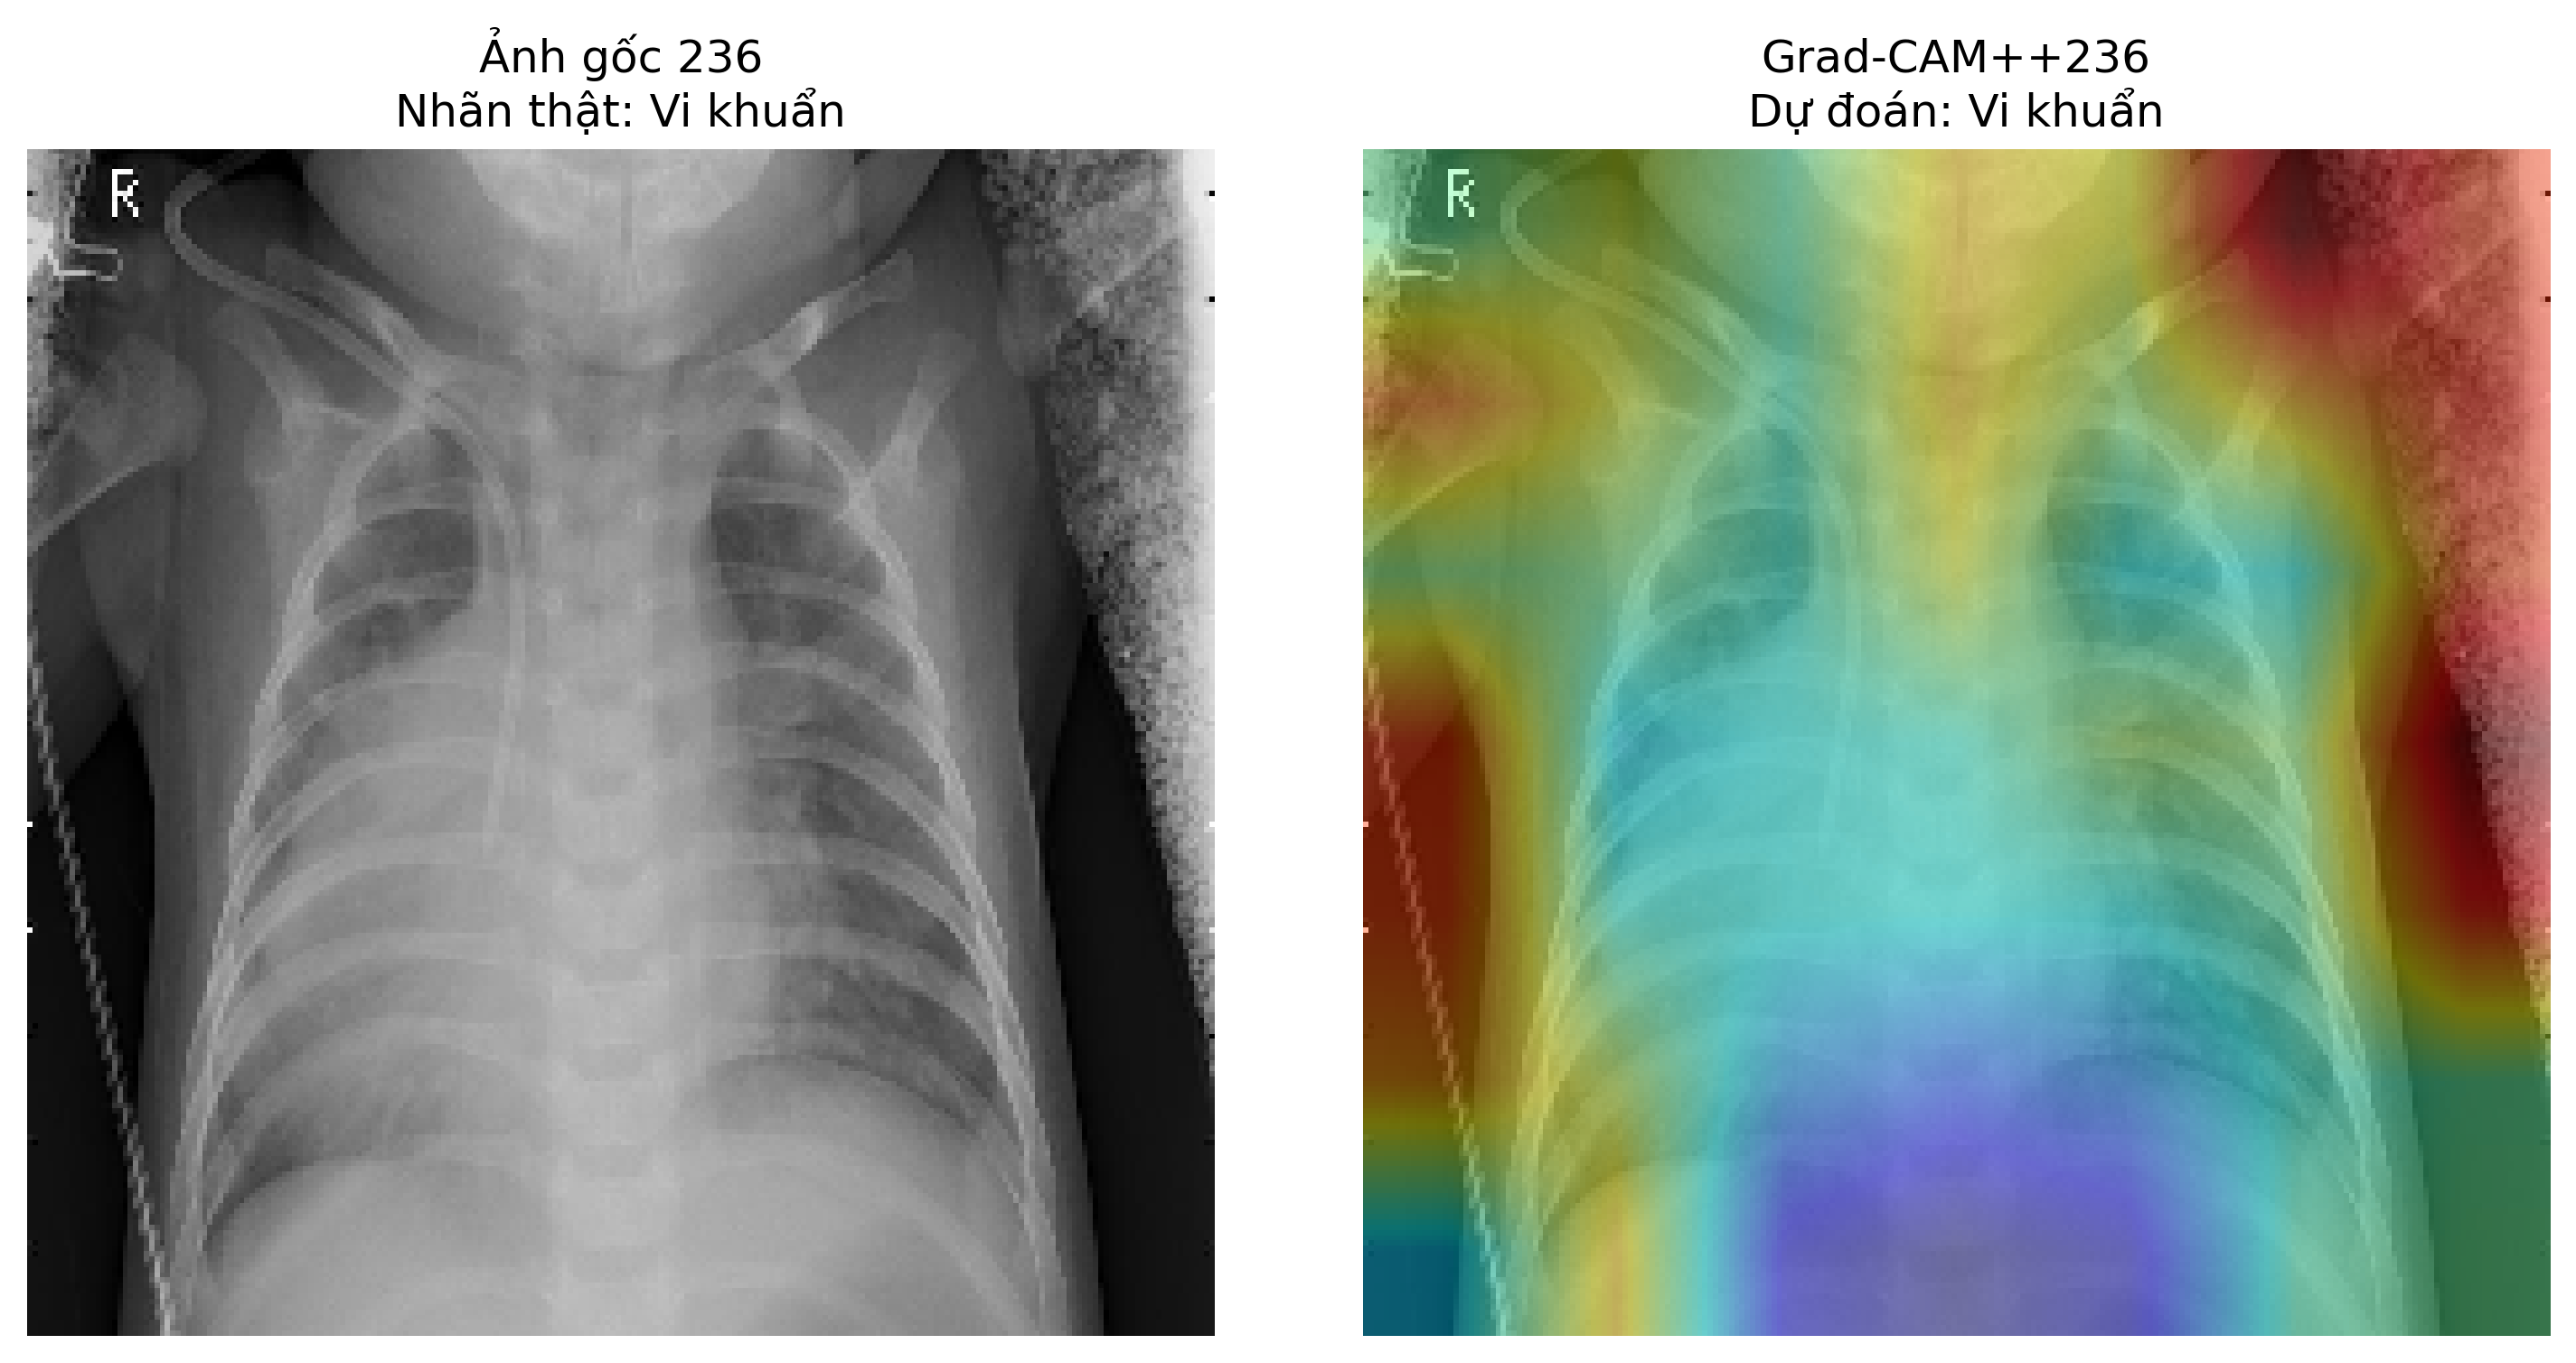 Ảnh gốc 236
Nhãn thật: Vi khuẩn
Grad-CAM++236
Dự đoán: Vi khuẩn
R
R